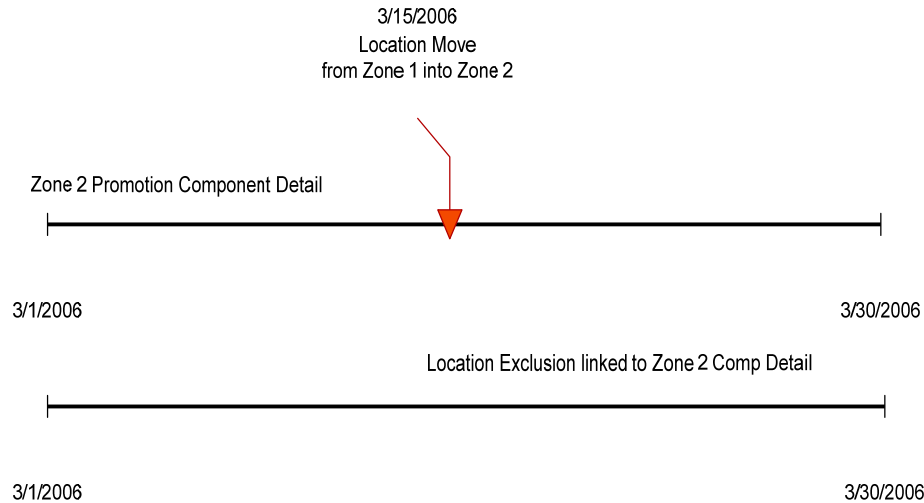 3/15/2006
Location Move
from Zone 1 into Zone 2
Zone 2 Promotion Component Detail
3/1/2006
3/30/2006
Location Exclusion linked to Zone 2 Comp Detail
3/1/2006
3/30/2006